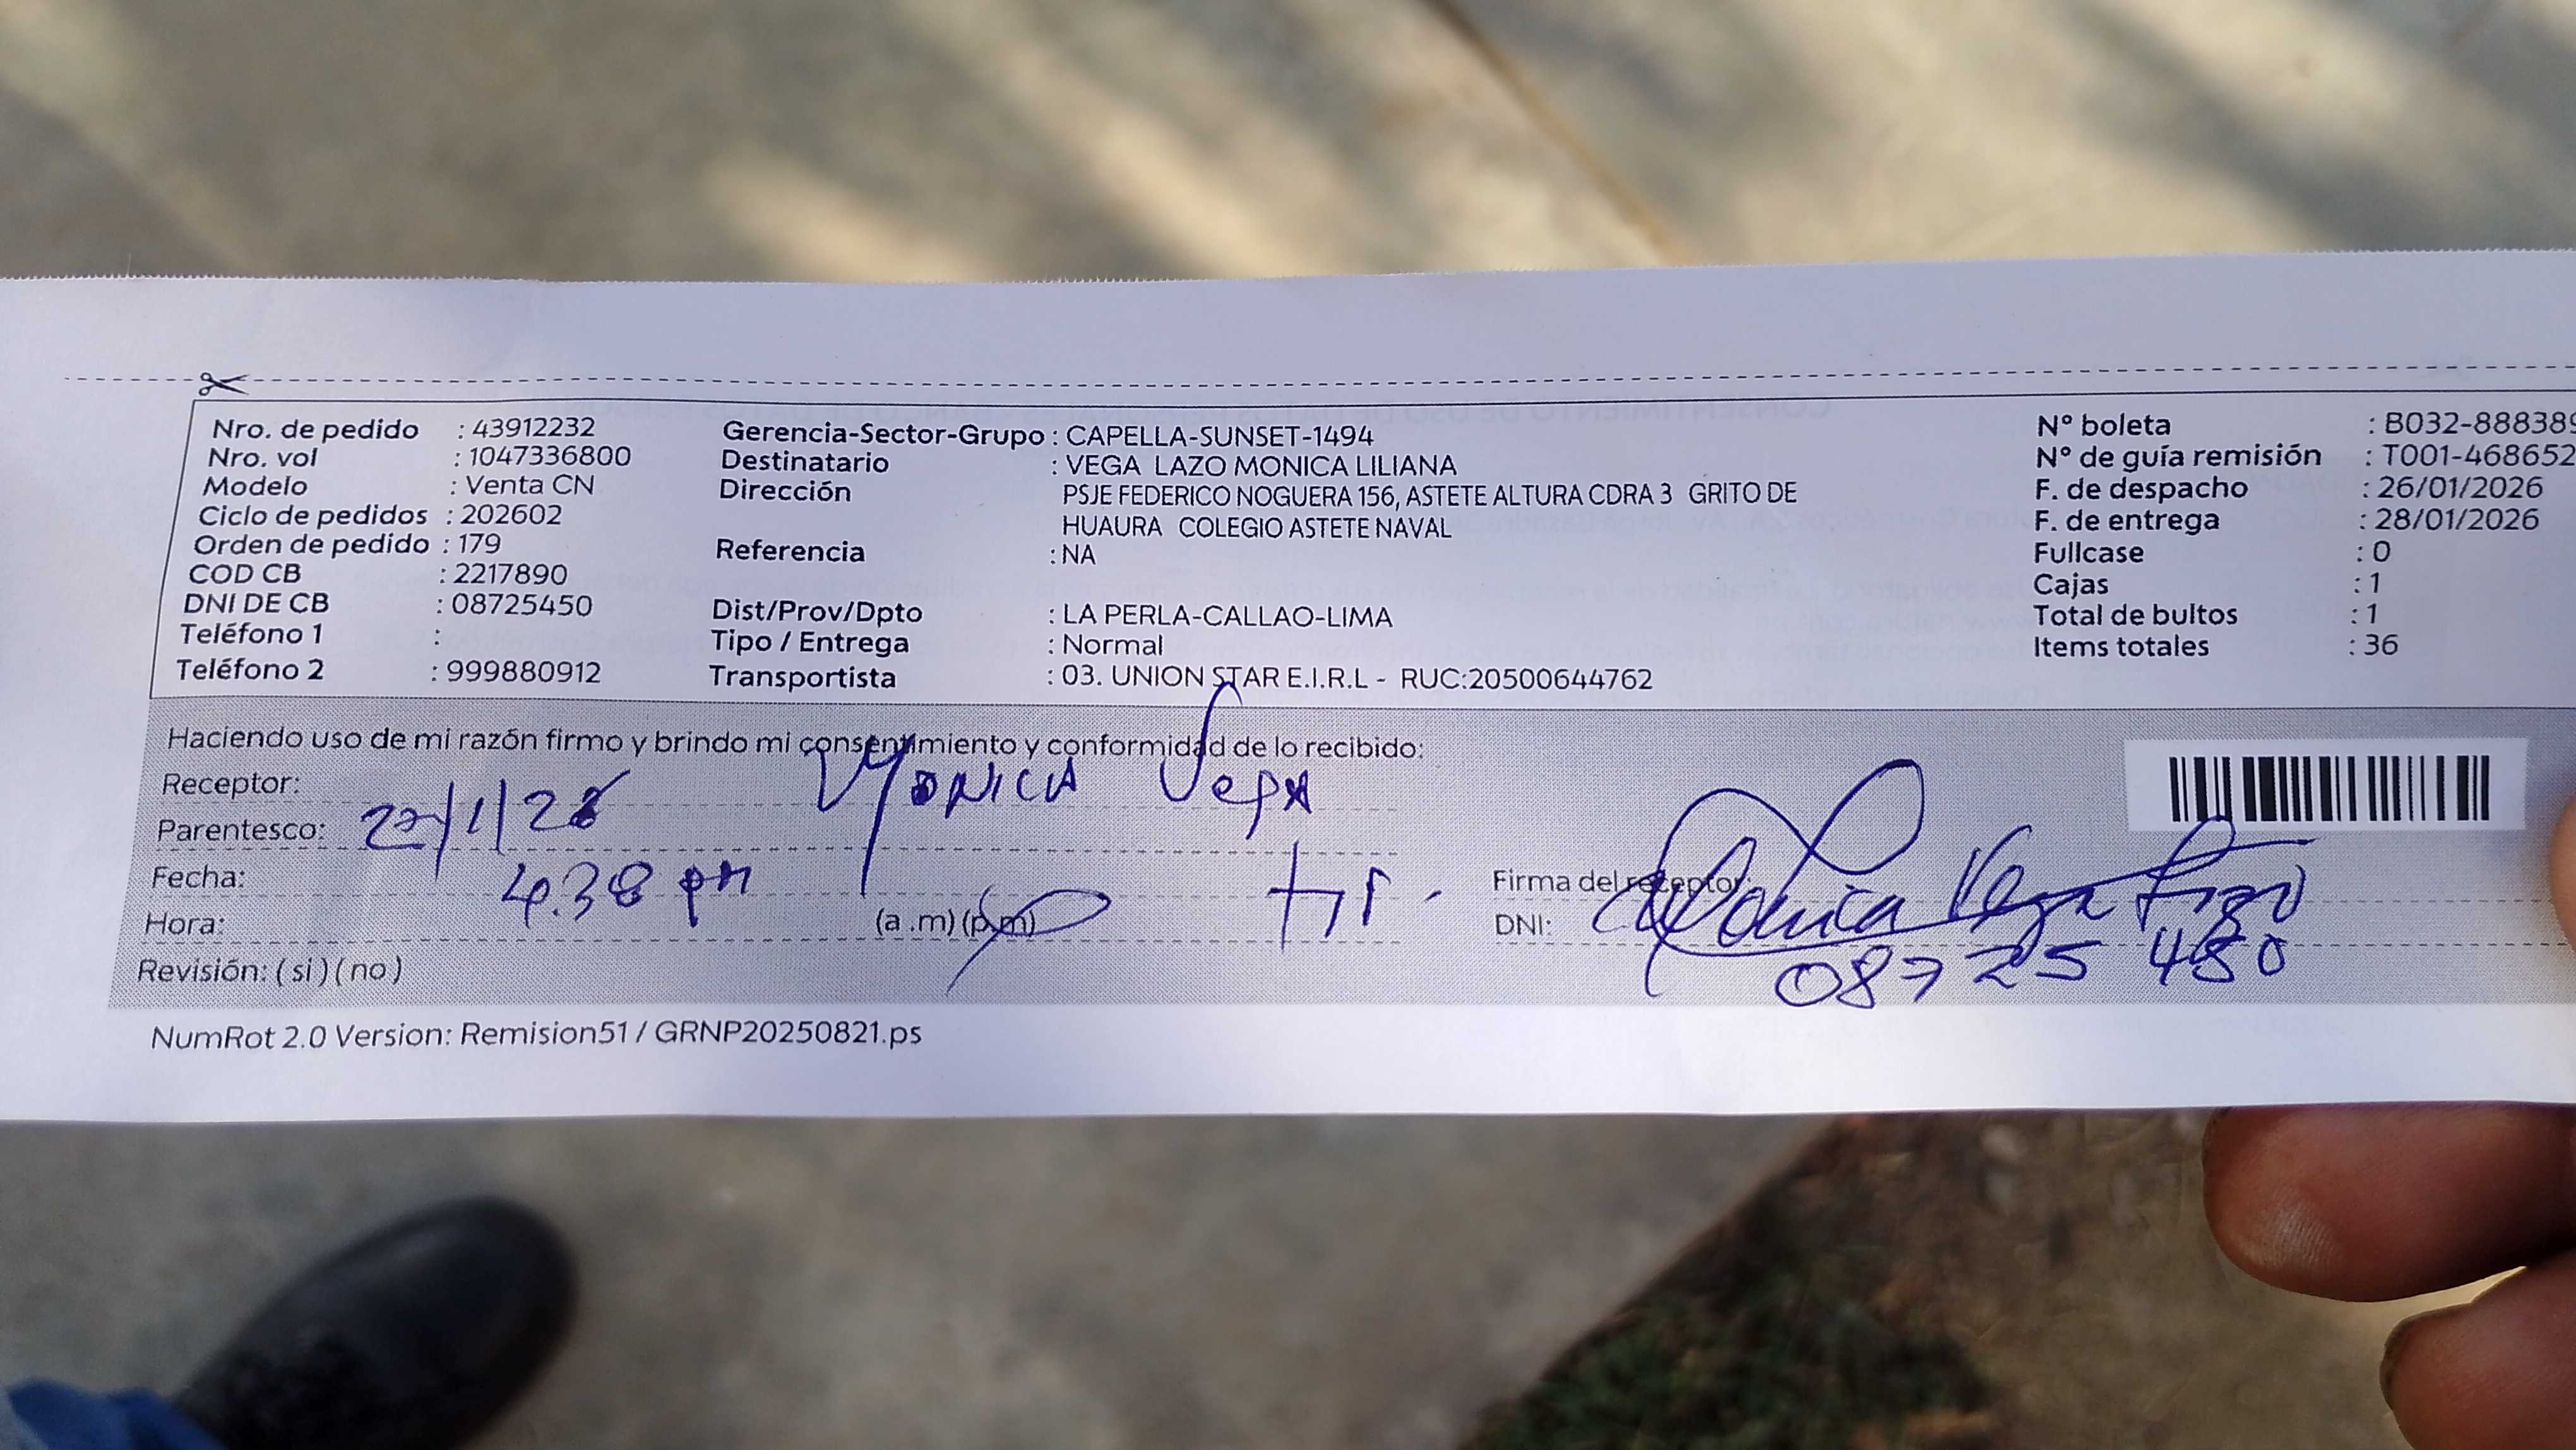 Nro. de pedido : 43912232
Nro. vol : 1047336800
Modelo : Venta CN
Ciclo de pedidos : 202602
Orden de pedido : 179
COD CB : 2217890
DNI DE CB : 08725450
Teléfono 1 :
Teléfono 2 : 999880912
Gerencia-Sector-Grupo : CAPELLA-SUNSET-1494
Destinatario : VEGA LAZO MONICA LILIANA
Dirección PSJE FEDERICO NOGUERA 156, ASTETE ALTURA CDRA 3 GRITO DE
HUAURA COLEGIO ASTETE NAVAL
Referencia : NA
Dist/Prov/Dpto : LA PERLA-CALLAO-LIMA
Tipo / Entrega : Normal
Transportista : 03. UNION STAR E.I.R.L - RUC:20500644762
Nº boleta : B032-888389
Nº de guía remisión : T001-468652
F. de despacho : 26/01/2026
F. de entrega : 28/01/2026
Fullcase : 0
Cajas : 1
Total de bultos : 1
Items totales : 36
Haciendo uso de mi razón firmo y brindo mi consentimiento y conformidad de lo recibido:
Receptor: Monica Vega
Parentesco:
Fecha: 4.38 pm
Hora: (a .m) (p.m)
Revisión: ( si ) ( no )
Firma del receptor: Monica Vega
DNI: 08725450
NumRot 2.0 Version: Remision51 / GRNP20250821.ps